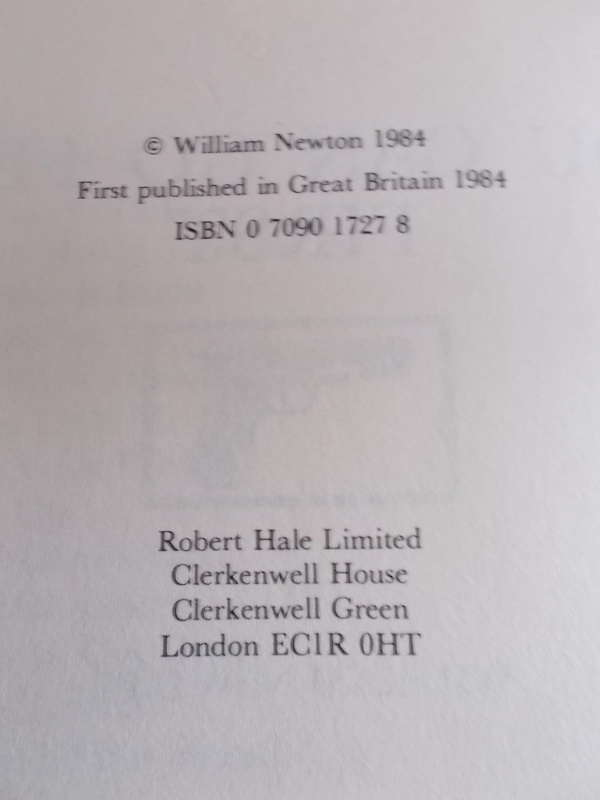 © William Newton 1984
First published in Great Britain 1984
ISBN 0 7090 1727 8
Robert Hale Limited
Clerkenwell House
Clerkenwell Green
London EC1R 0HT